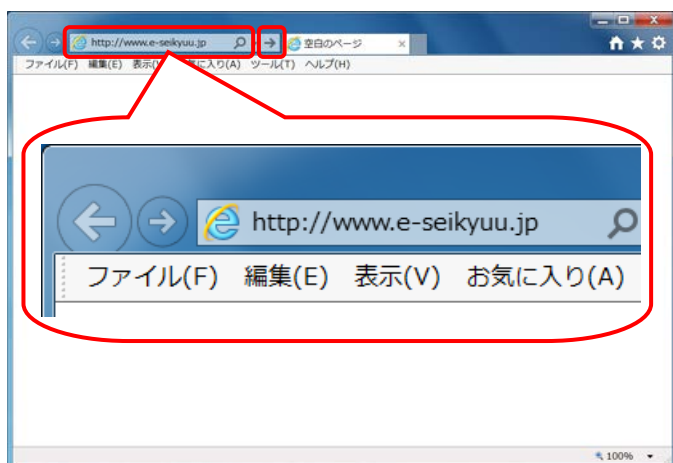 http://www.e-seikyuu.jp 空白のページ
ファイル(F) 編集(E) 表示(V) お気に入り(A) ツール(T) ヘルプ(H)
http://www.e-seikyuu.jp
ファイル(F) 編集(E) 表示(V) お気に入り(A)
100%